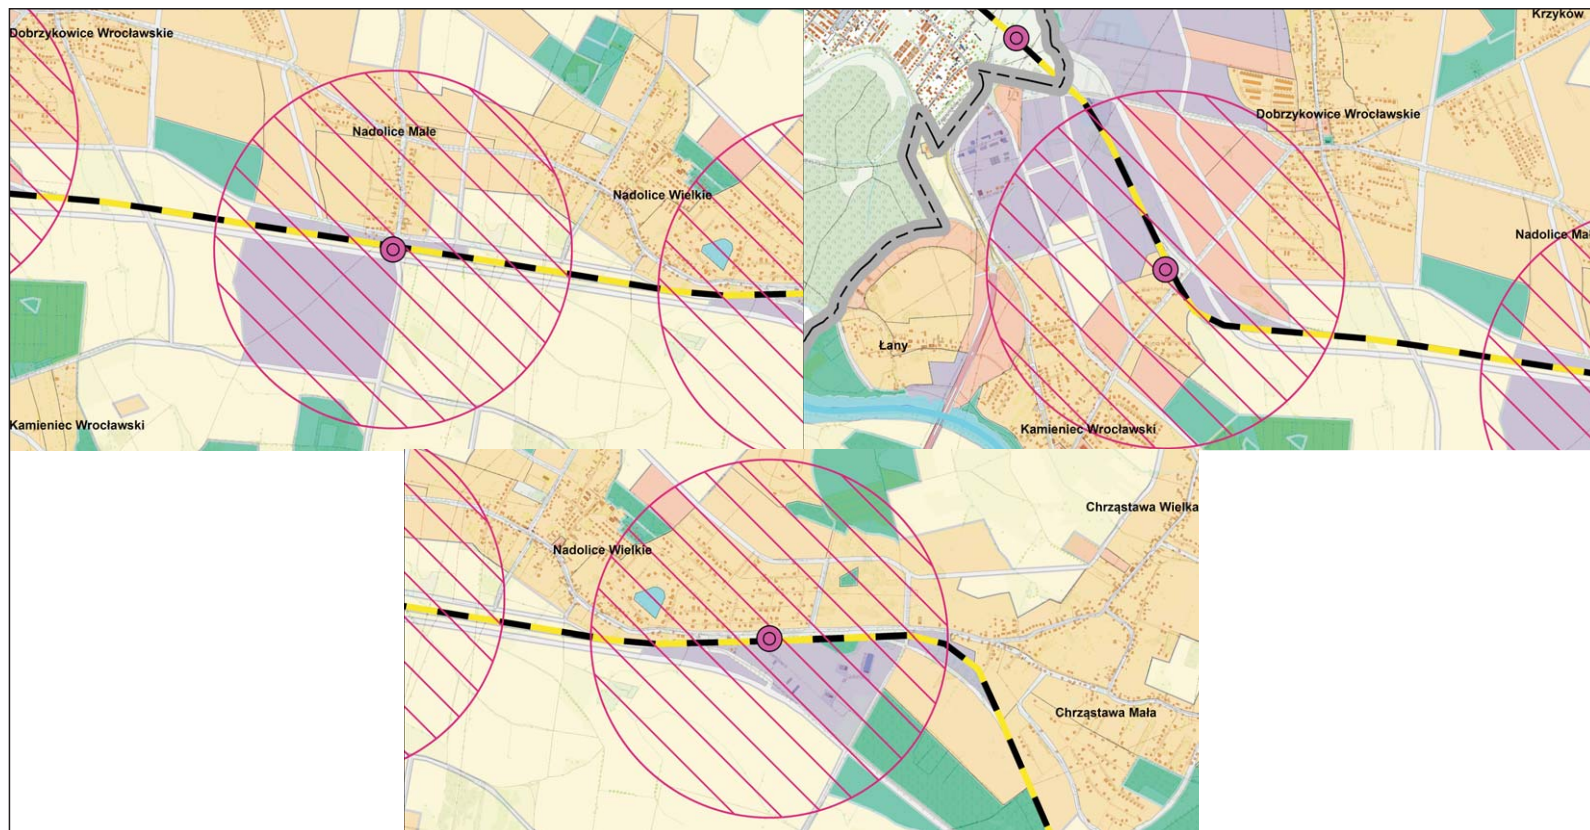 Dobrzykowice Wrocławskie
Nadolice Małe
Nadolice Wielkie
Kamieniec Wrocławski
Krzyków
Dobrzykowice Wrocławskie
Nadolice Ma
Łany
Kamieniec Wrocławski
Chrząstawa Wielka
Nadolice Wielkie
Chrząstawa Mała